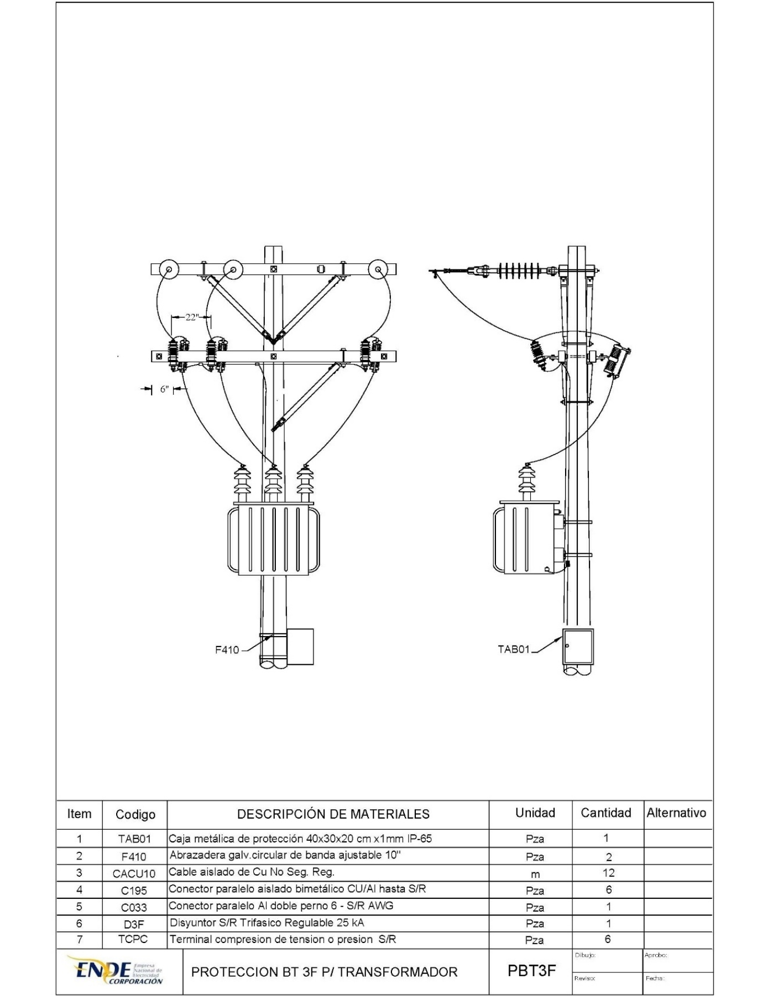 22"
6"
F410
TAB01
Item Codigo DESCRIPCIÓN DE MATERIALES Unidad Cantidad Alternativo
1 TAB01 Caja metálica de protección 40x30x20 cm x1mm IP-65 Pza 1
2 F410 Abrazadera galv.circular de banda ajustable 10" Pza 2
3 CACU10 Cable aislado de Cu No Seg. Reg. m 12
4 C195 Conector paralelo aislado bimetálico CU/Al hasta S/R Pza 6
5 C033 Conector paralelo Al doble perno 6 - S/R AWG Pza 1
6 D3F Disyuntor S/R Trifasico Regulable 25 kA Pza 1
7 TCPC Terminal compresion de tension o presion S/R Pza 6
ENDE Empresa
Nacional de
Electricidad
CORPORACIÓN
PROTECCION BT 3F P/ TRANSFORMADOR
PBT3F
Dibujo:
Aprobo:
Reviso:
Fecha: